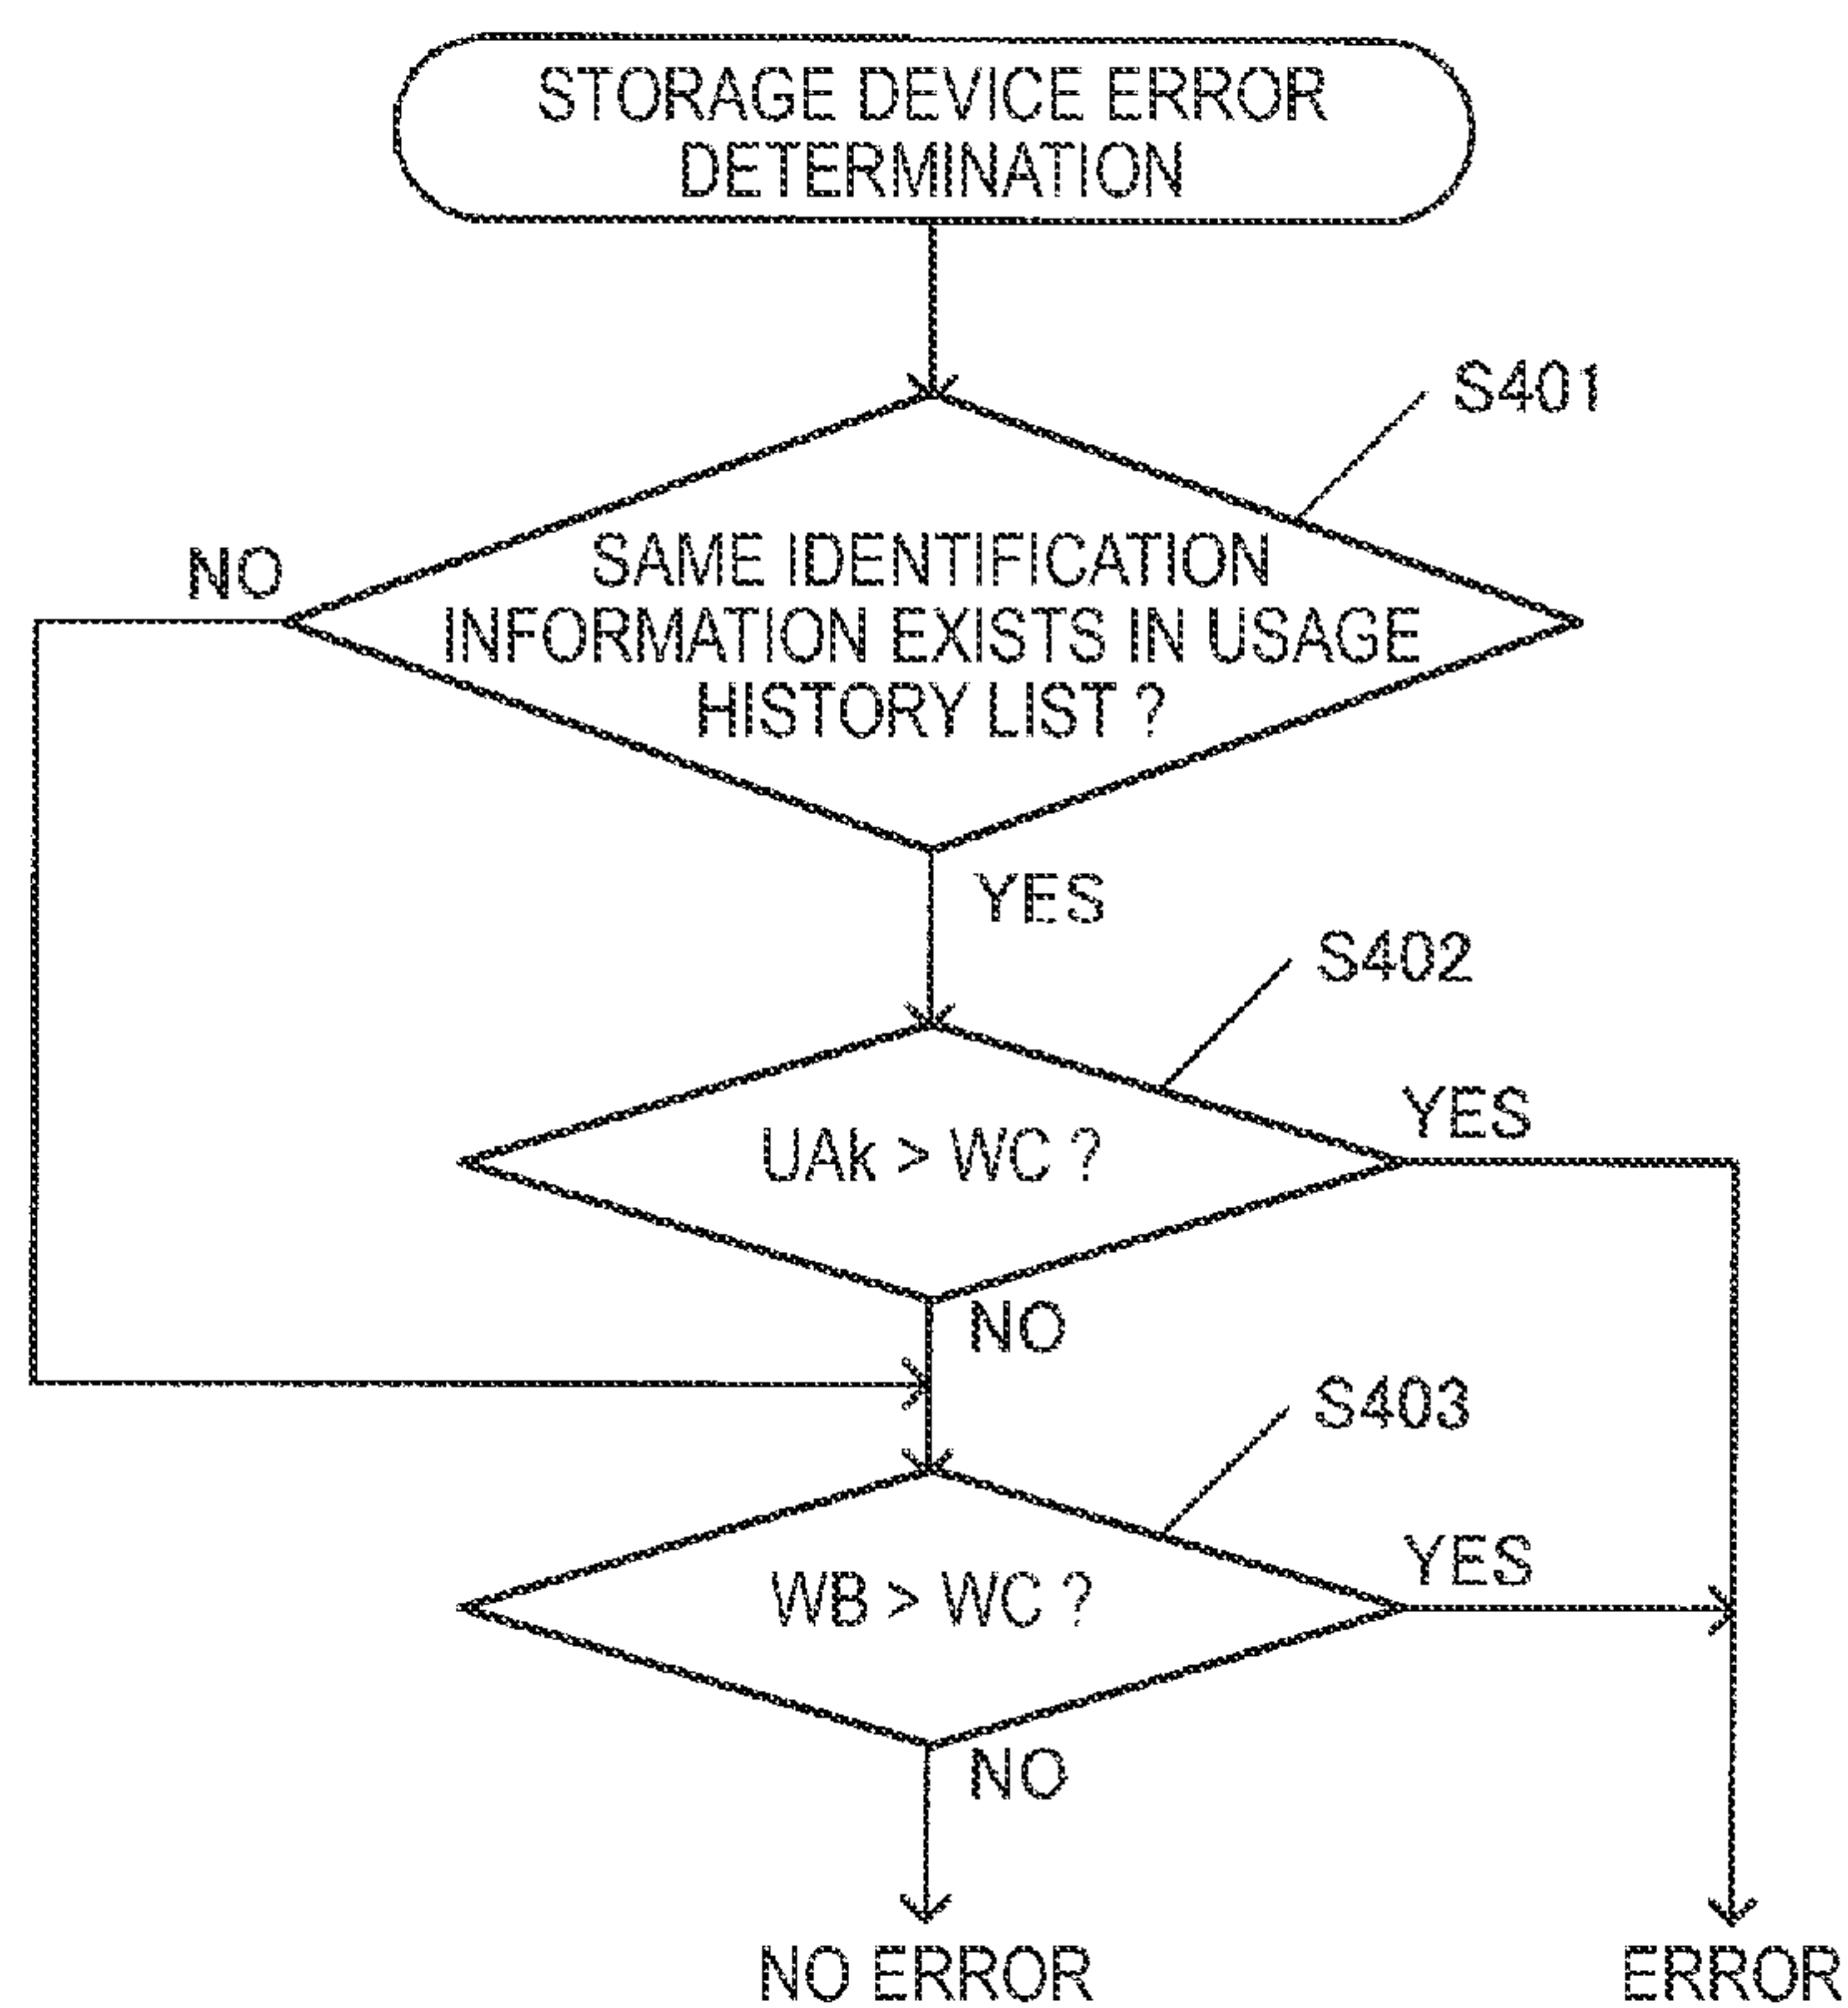 STORAGE DEVICE ERROR
DETERMINATION
S401
NO
SAME IDENTIFICATION
INFORMATION EXISTS IN USAGE
HISTORY LIST ?
YES
S402
YES
UAk > WC ?
NO
S403
YES
WB > WC ?
NO
NO ERROR
ERROR